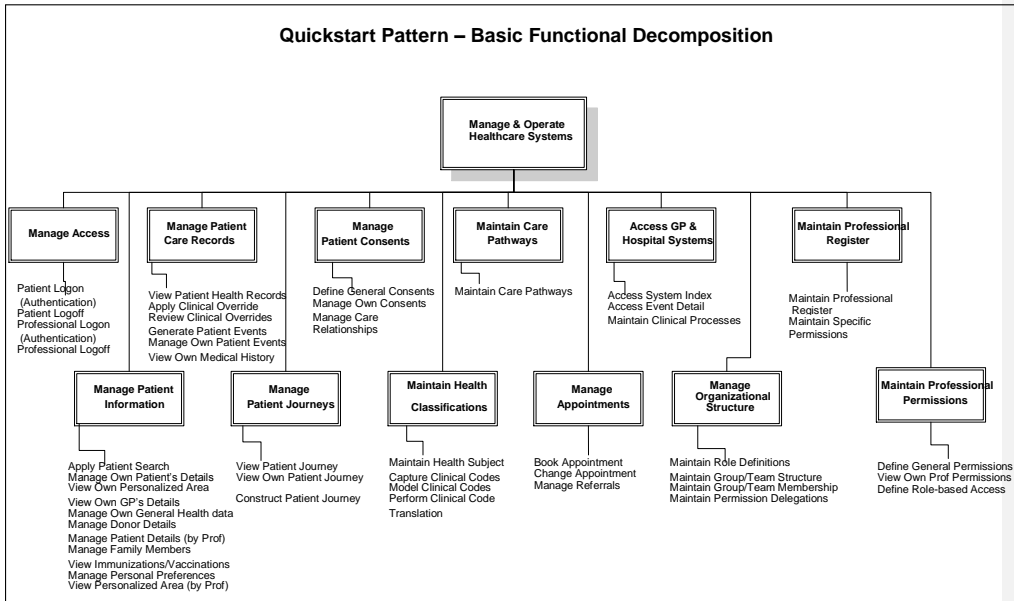 Quickstart Pattern – Basic Functional Decomposition
Manage & Operate
Healthcare Systems
Manage Access
Patient Logon
(Authentication)
Patient Logoff
Professional Logon
(Authentication)
Professional Logoff
Manage Patient
Care Records
View Patient Health Records
Apply Clinical Override
Review Clinical Overrides
Generate Patient Events
Manage Own Patient Events
View Own Medical History
Manage
Patient Consents
Define General Consents
Manage Own Consents
Manage Care
Relationships
Maintain Care
Pathways
Maintain Care Pathways
Access GP &
Hospital Systems
Access System Index
Access Event Detail
Maintain Clinical Processes
Maintain Professional
Register
Maintain Professional
Register
Maintain Specific
Permissions
Manage Patient
Information
Apply Patient Search
Manage Own Patient's Details
View Own Personalized Area
View Own GP's Details
Manage Own General Health data
Manage Donor Details
Manage Patient Details (by Prof)
Manage Family Members
View Immunizations/Vaccinations
Manage Personal Preferences
View Personalized Area (by Prof)
Manage
Patient Journeys
View Patient Journey
View Own Patient Journey
Construct Patient Journey
Maintain Health
Classifications
Maintain Health Subject
Capture Clinical Codes
Model Clinical Codes
Perform Clinical Code
Translation
Manage
Appointments
Book Appointment
Change Appointment
Manage Referrals
Manage
Organizational
Structure
Maintain Role Definitions
Maintain Group/Team Structure
Maintain Group/Team Membership
Maintain Permission Delegations
Maintain Professional
Permissions
Define General Permissions
View Own Prof Permissions
Define Role-based Access